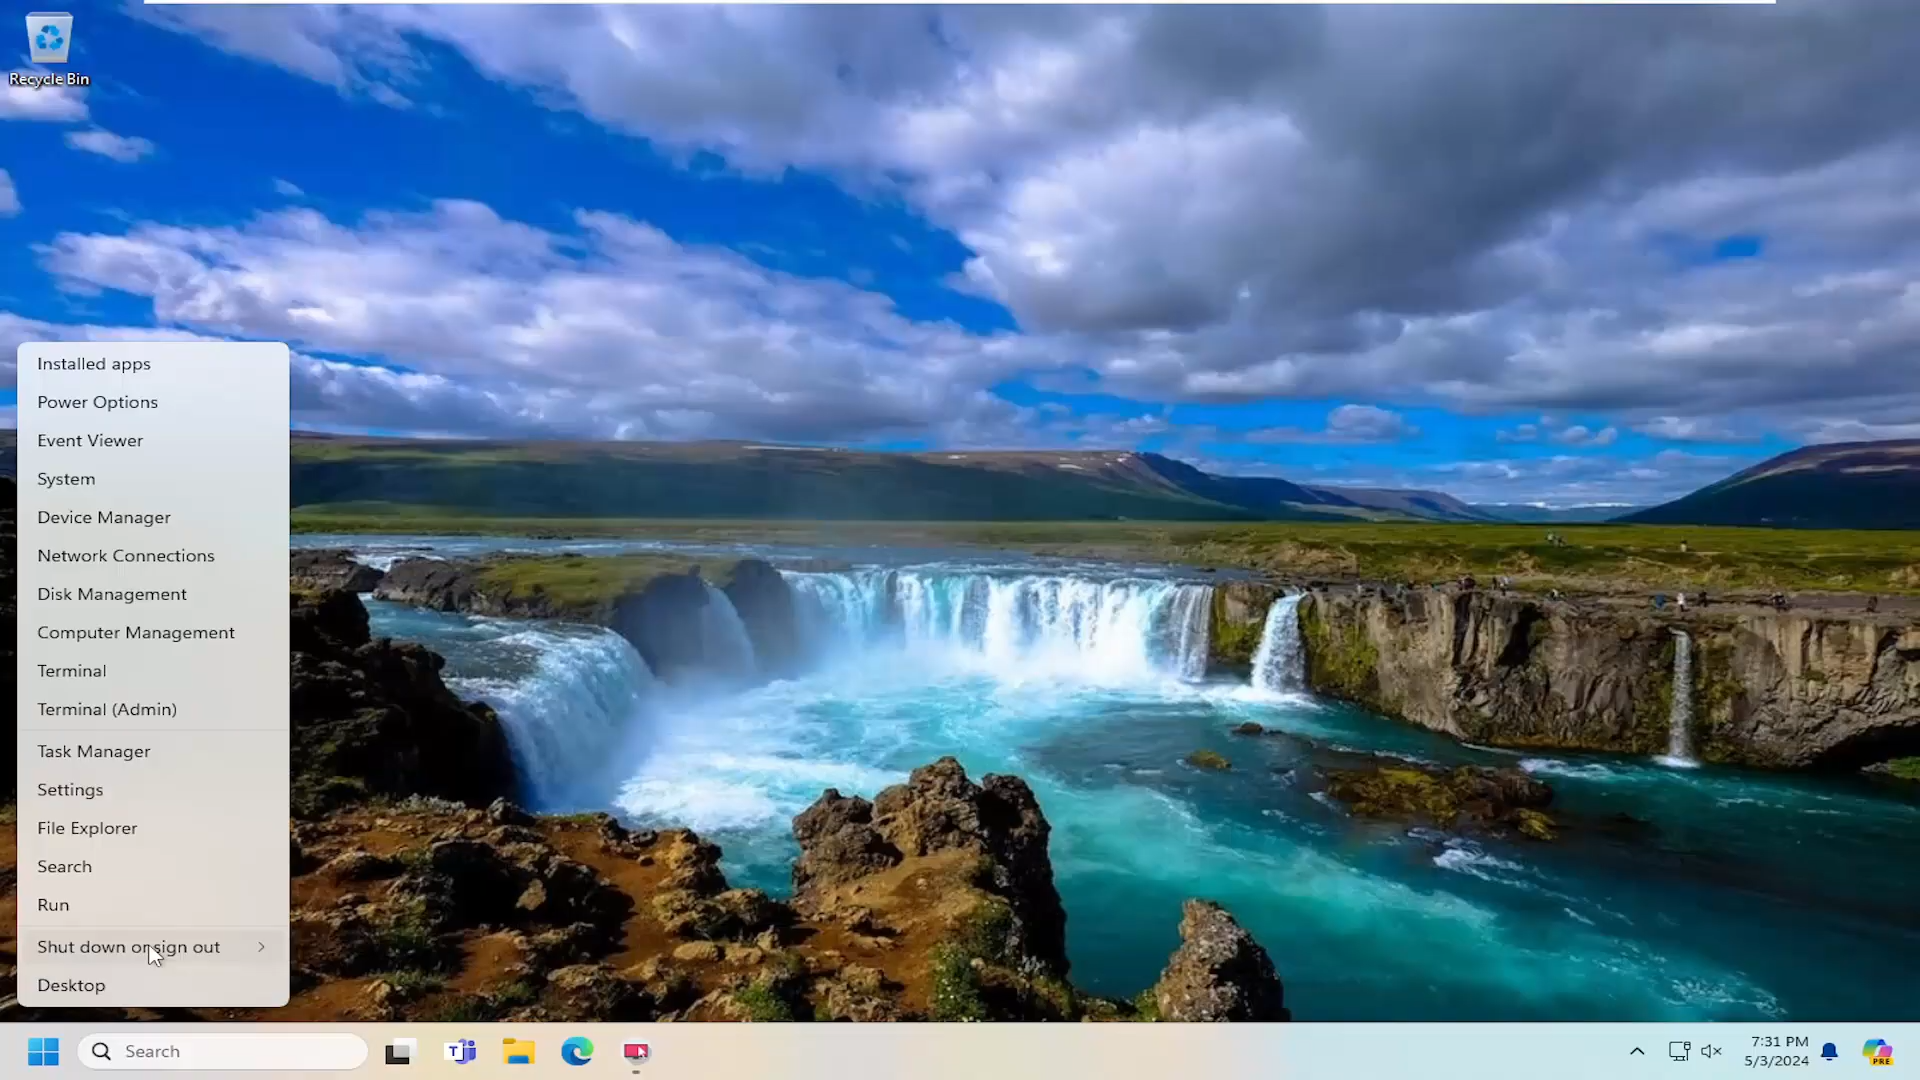 Recycle Bin
Installed apps
Power Options
Event Viewer
System
Device Manager
Network Connections
Disk Management
Computer Management
Terminal
Terminal (Admin)
Task Manager
Settings
File Explorer
Search
Run
Shut down or sign out
Desktop
Search
7:31 PM
5/3/2024
PRE